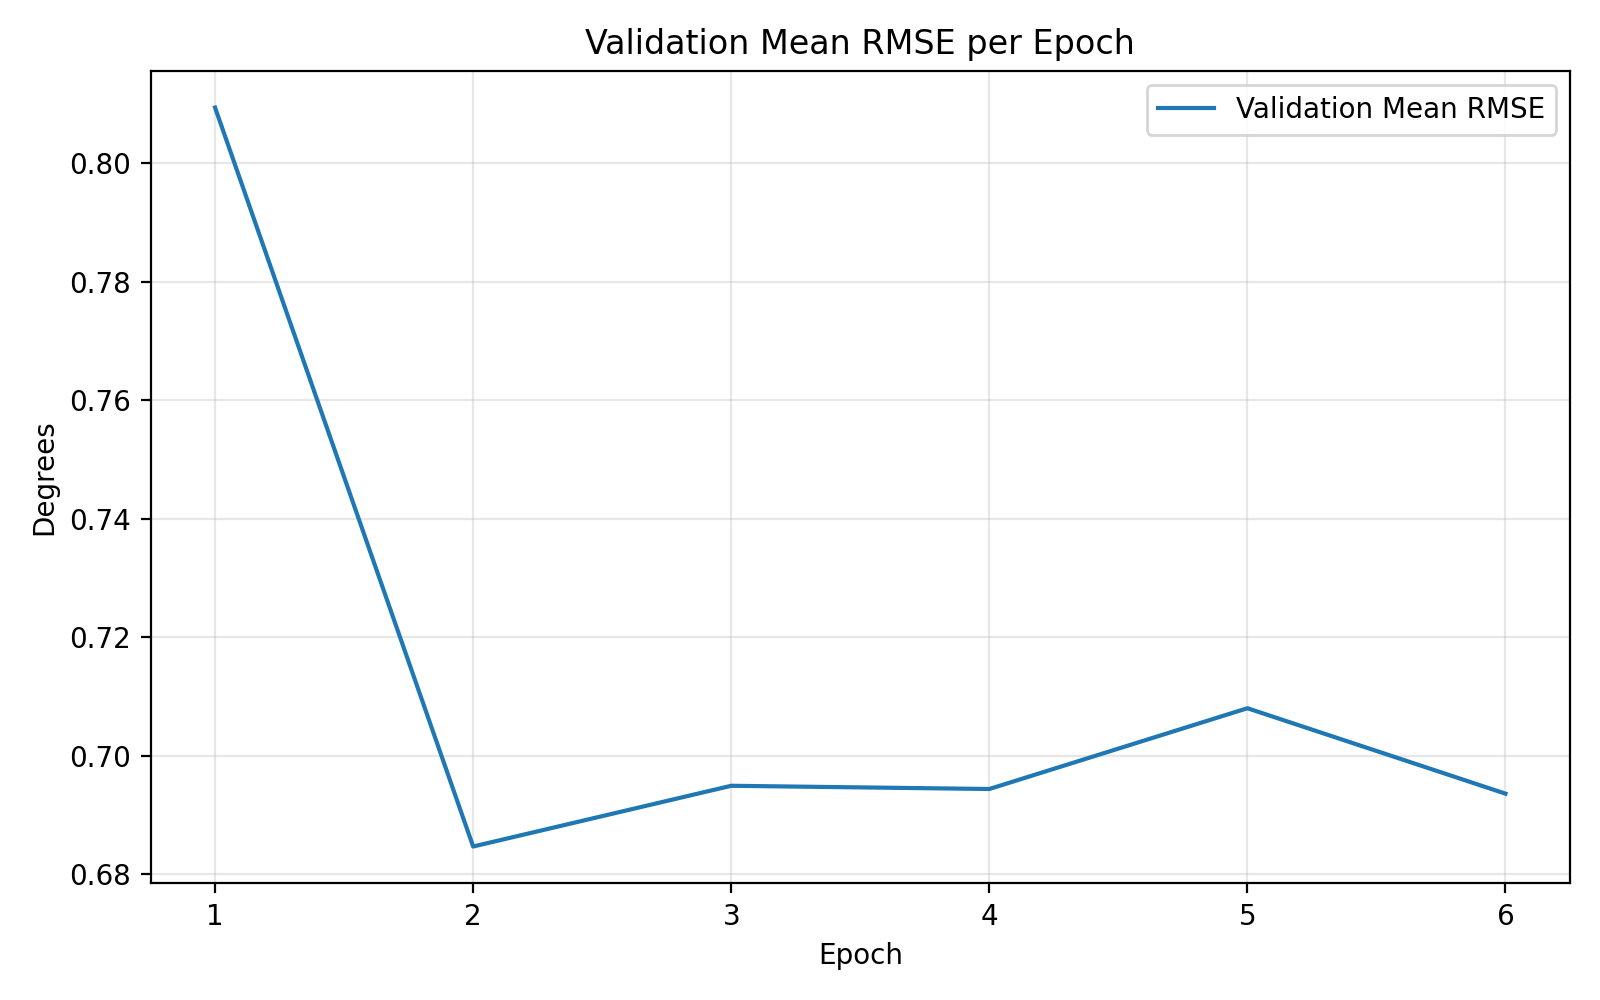 Validation Mean RMSE per Epoch
Validation Mean RMSE
0.80
0.78
0.76
0.74
0.72
0.70
0.68
Degrees
1 2 3 4 5 6
Epoch